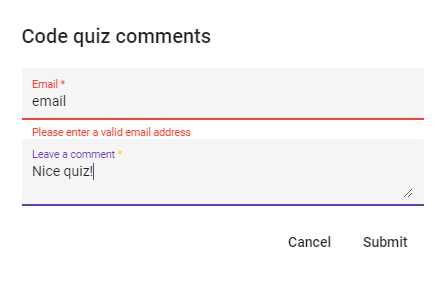 Code quiz comments
Email *
email
Please enter a valid email address
Leave a comment *
Nice quiz!
Cancel Submit